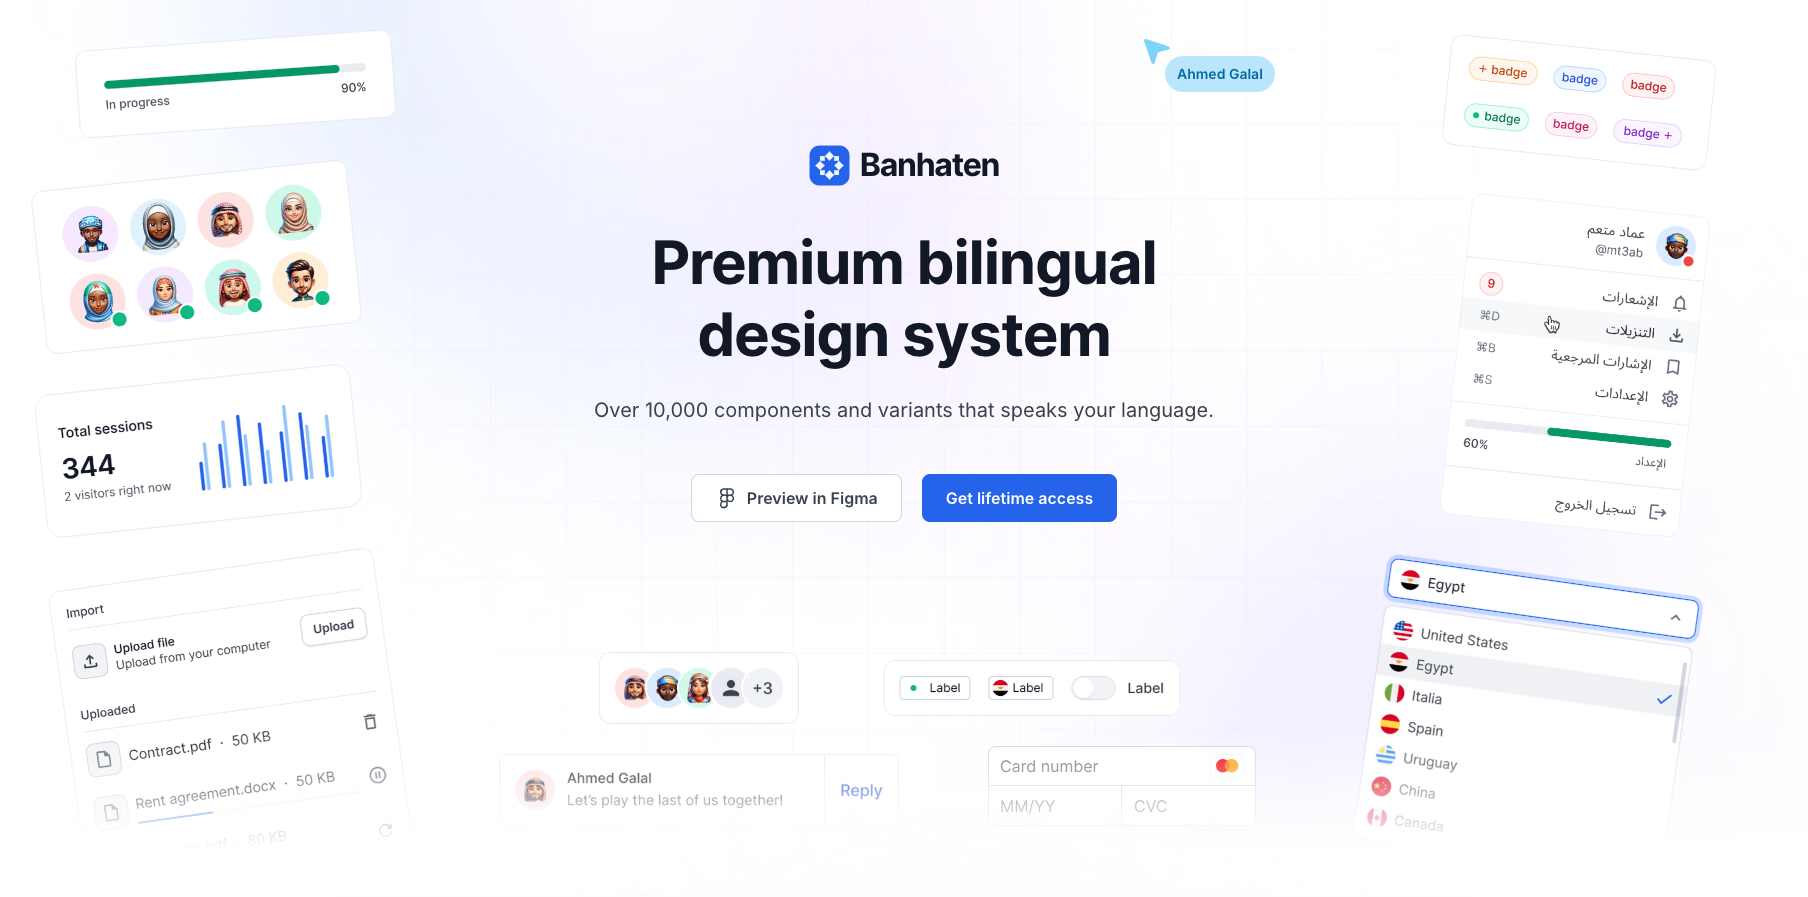 In progress
90%
Total sessions
344
2 visitors right now
Import
Upload file
Upload from your computer
Upload
Uploaded
Contract.pdf · 50 KB
Rent agreement.docx · 50 KB
.pdf · 80 KB
Ahmed Galal
Banhaten
Premium bilingual
design system
Over 10,000 components and variants that speaks your language.
Preview in Figma
Get lifetime access
+3
Label
Label
Label
Ahmed Galal
Let's play the last of us together!
Reply
Card number
MM/YY
CVC
+ badge
badge
badge
badge
badge
badge +
عماد متعم
@mt3ab
الإشعارات
9
التنزيلات
⌘D
الإشارات المرجعية
⌘B
الإعدادات
⌘S
60%
الإعداد
تسجيل الخروج
Egypt
United States
Egypt
Italia
Spain
Uruguay
China
Canada